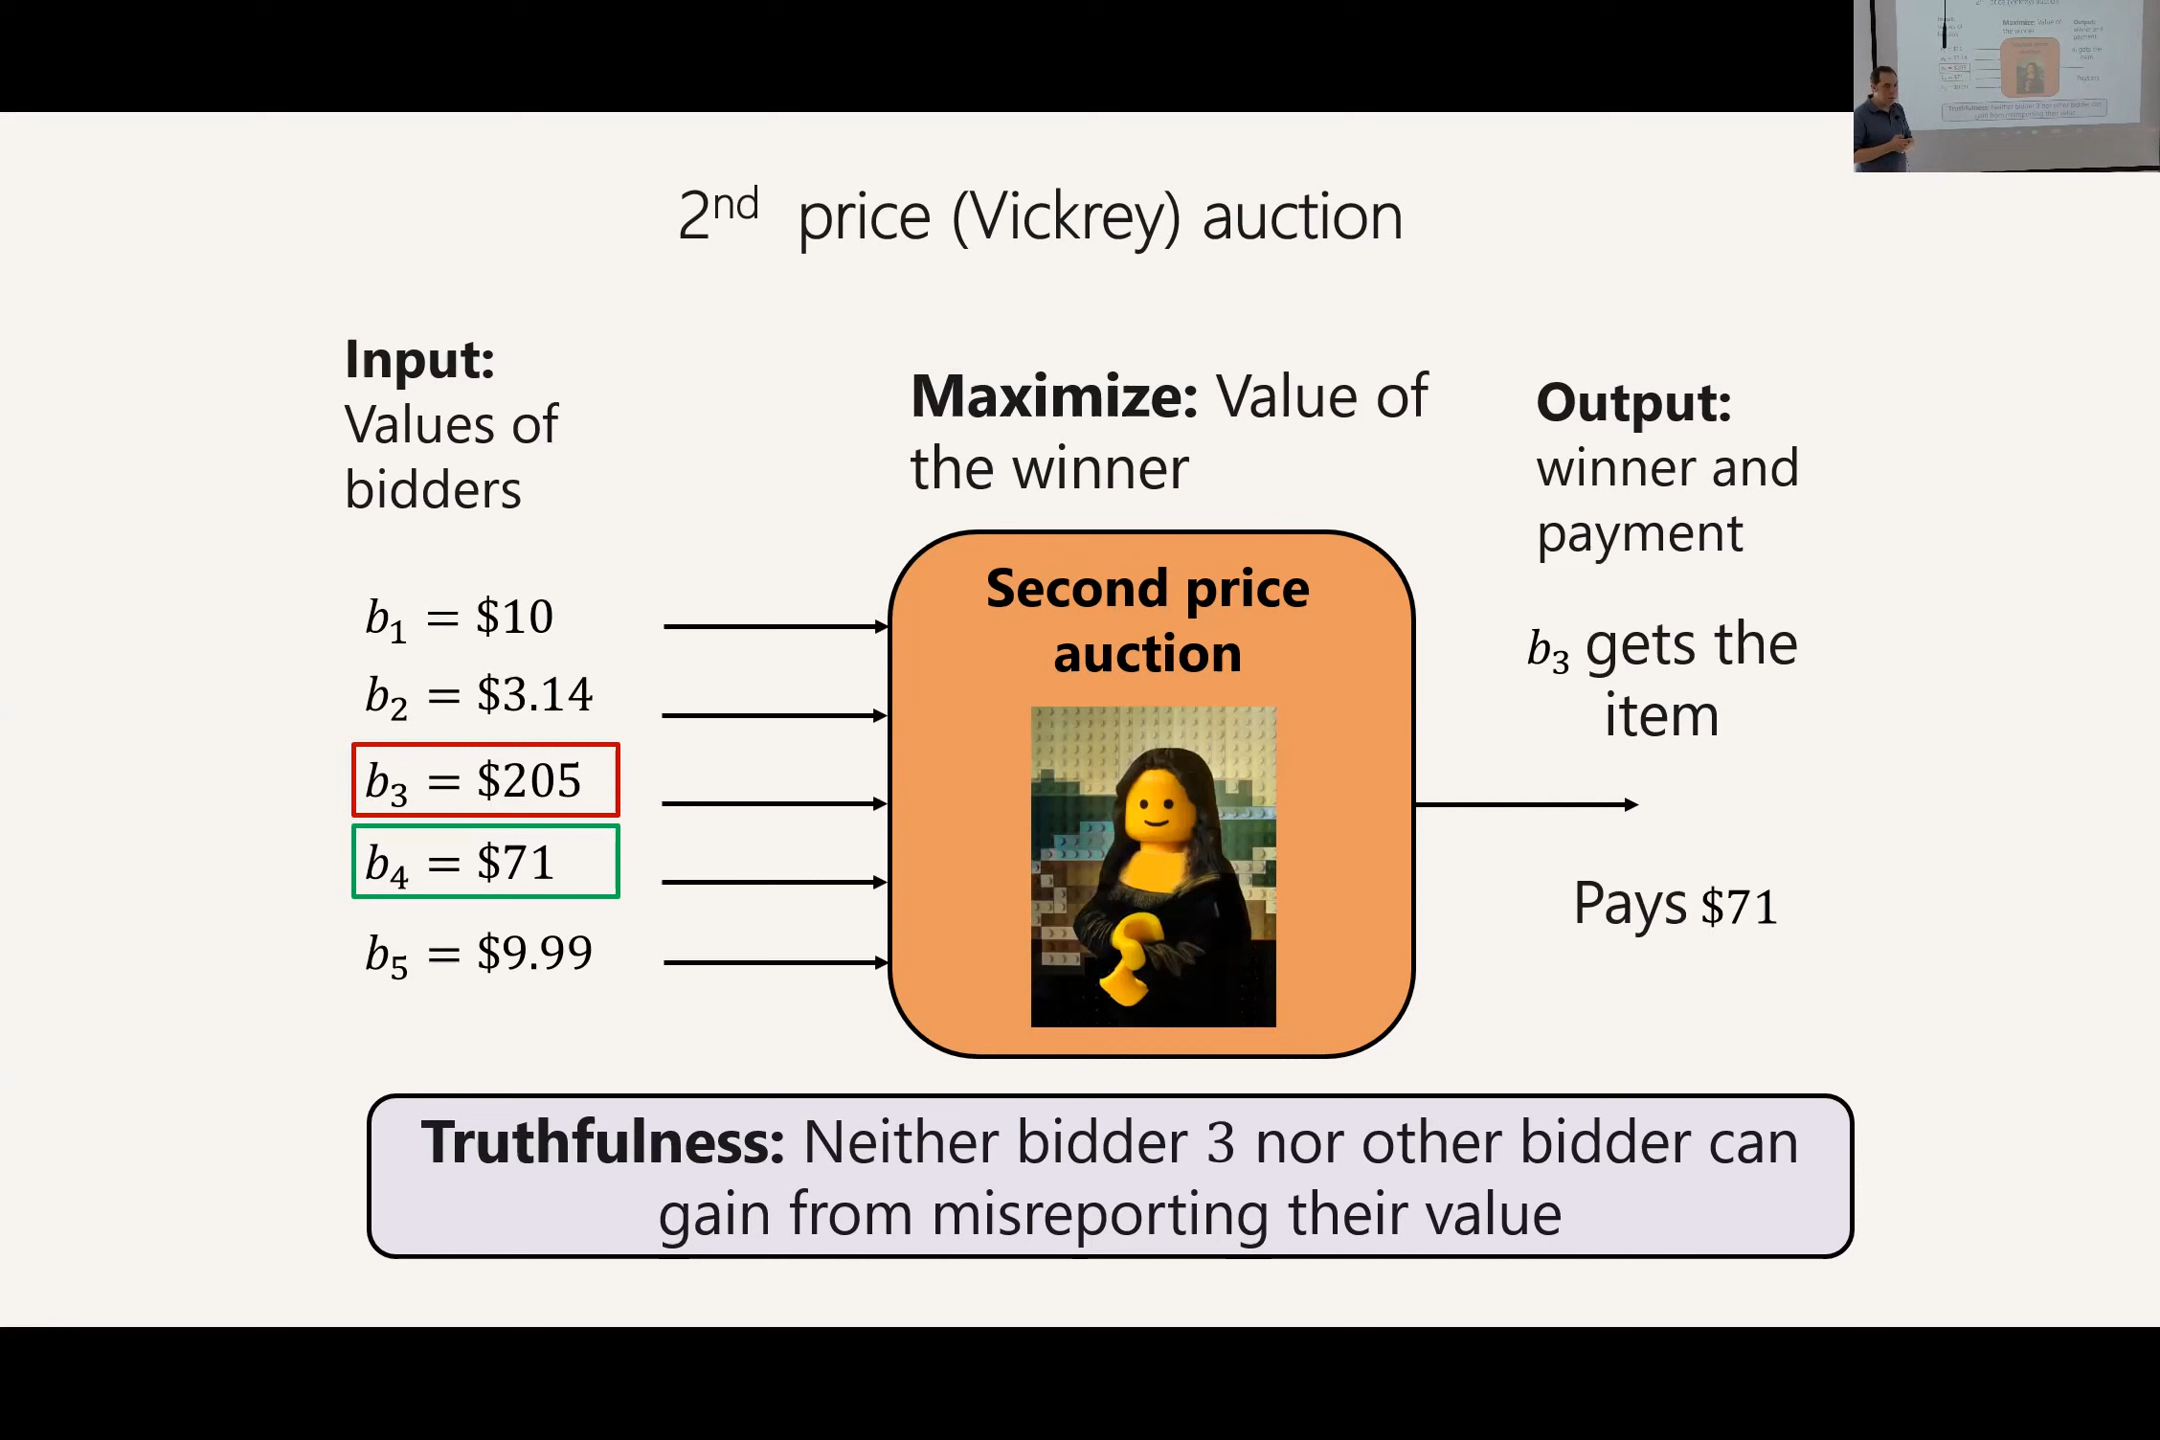 2nd price (Vickrey) auction
Input:
Values of
bidders
Maximize: Value of
the winner
Output:
winner and
payment
b₁ = $10
b₂ = $3.14
b₃ = $205
b₄ = $71
b₅ = $9.99
Second price
auction
b₃ gets the
item
Pays $71
Truthfulness: Neither bidder 3 nor other bidder can
gain from misreporting their value